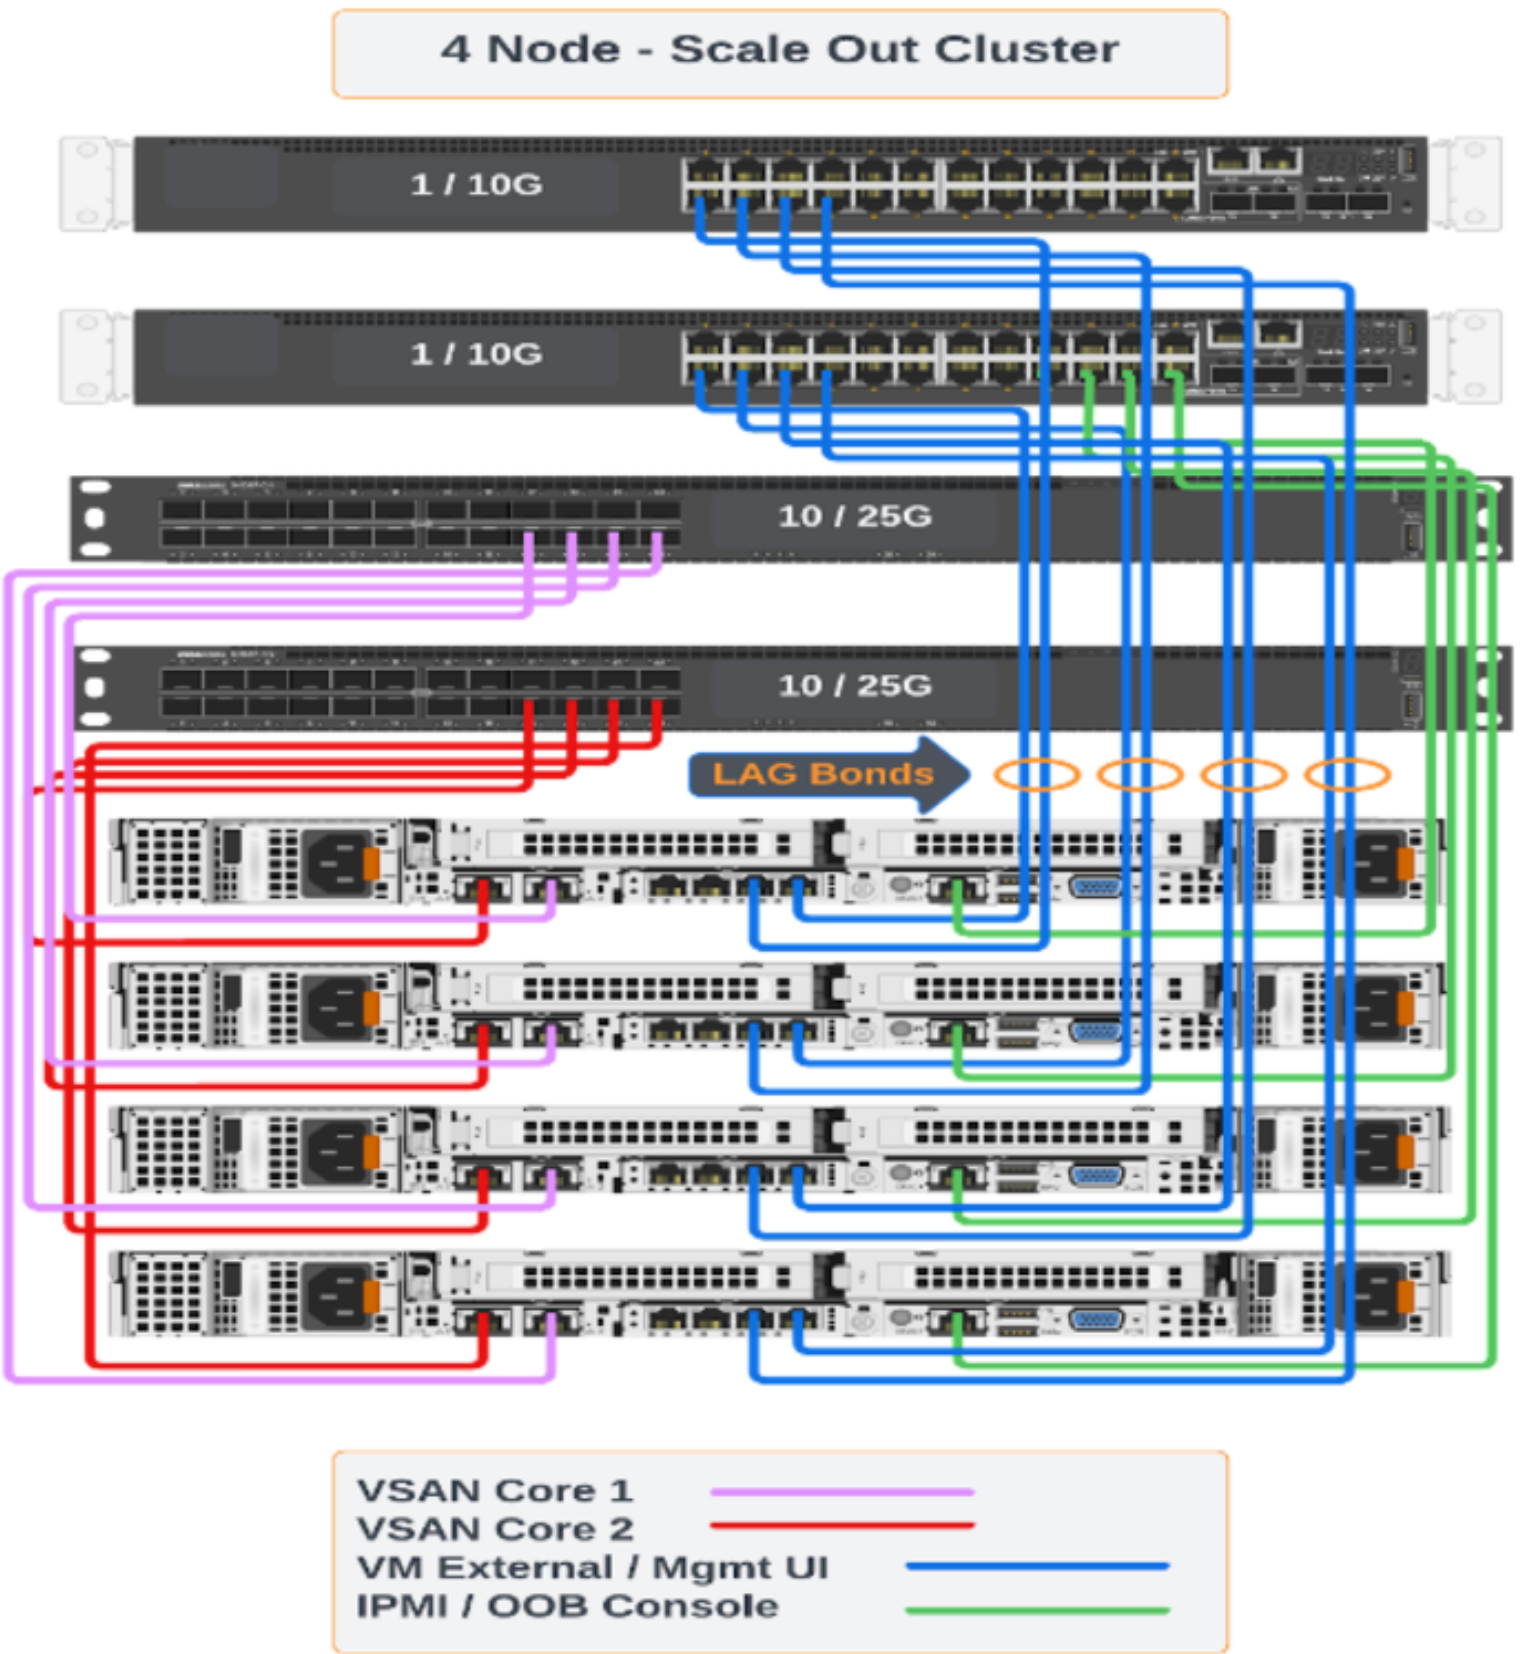 4 Node - Scale Out Cluster
1 / 10G
1 / 10G
10 / 25G
10 / 25G
LAG Bonds
VSAN Core 1
VSAN Core 2
VM External / Mgmt UI
IPMI / OOB Console